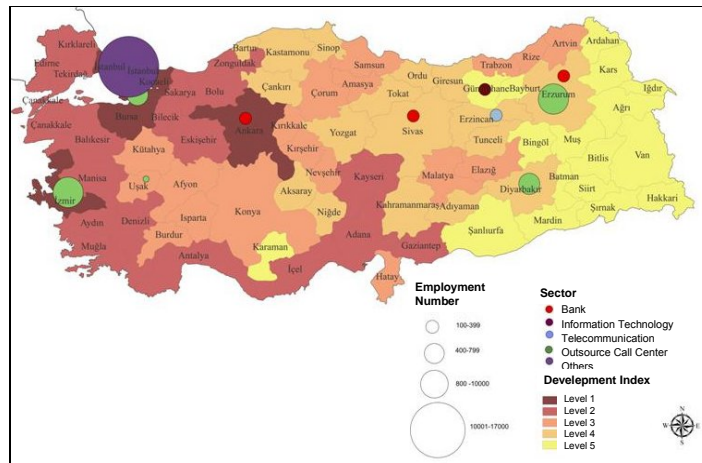 Kırklareli
Edirne
Tekirdağ
İstanbul
İstanbul
Kocaeli
Sakarya
Çanakkale
Çanakkale
Bursa
Bilecik
Balıkesir
Bolu
Zonguldak
Bartın
Kastamonu
Sinop
Çankırı
Samsun
Çorum
Amasya
Tokat
Ordu
Giresun
Trabzon
Rize
Artvin
Ardahan
Kars
Iğdır
Bayburt
Erzurum
Ağrı
Erzincan
Ankara
Kırıkkale
Eskişehir
Kütahya
Kırşehir
Yozgat
Sivas
Tunceli
Bingöl
Muş
Bitlis
Van
Manisa
Uşak
Afyon
Nevşehir
Kayseri
Malatya
Elazığ
Diyarbakır
Batman
Siirt
Şırnak
Hakkari
İzmir
Aydın
Denizli
Isparta
Konya
Aksaray
Niğde
Kahramanmaraş
Adıyaman
Şanlıurfa
Mardin
Muğla
Burdur
Antalya
Karaman
İçel
Adana
Gaziantep
Hatay
Employment
Number
100-399
400-799
800 -10000
10001-17000
Sector
Bank
Information Technology
Telecommunication
Outsource Call Center
Others
Develepment Index
Level 1
Level 2
Level 3
Level 4
Level 5
N
W
E
S